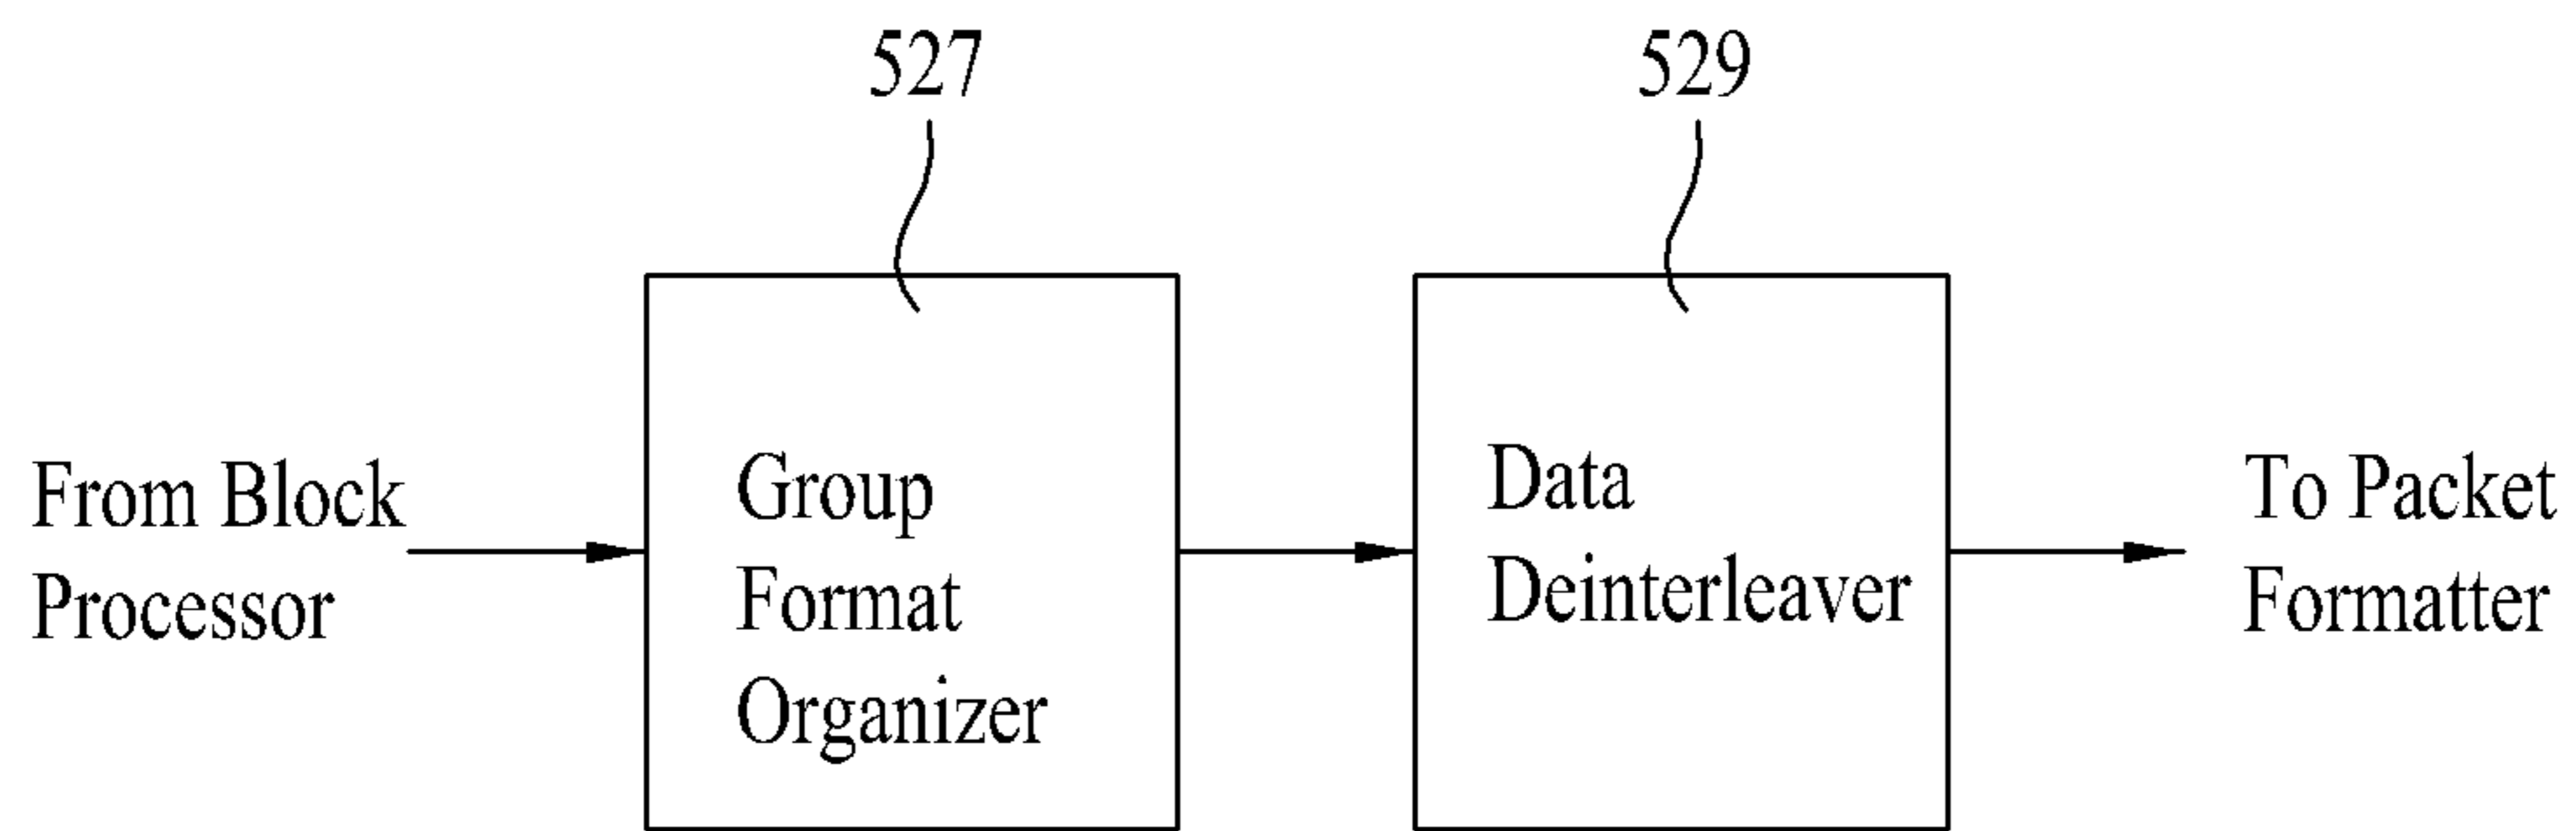 527
529
From Block
Processor
Group
Format
Organizer
Data
Deinterleaver
To Packet
Formatter